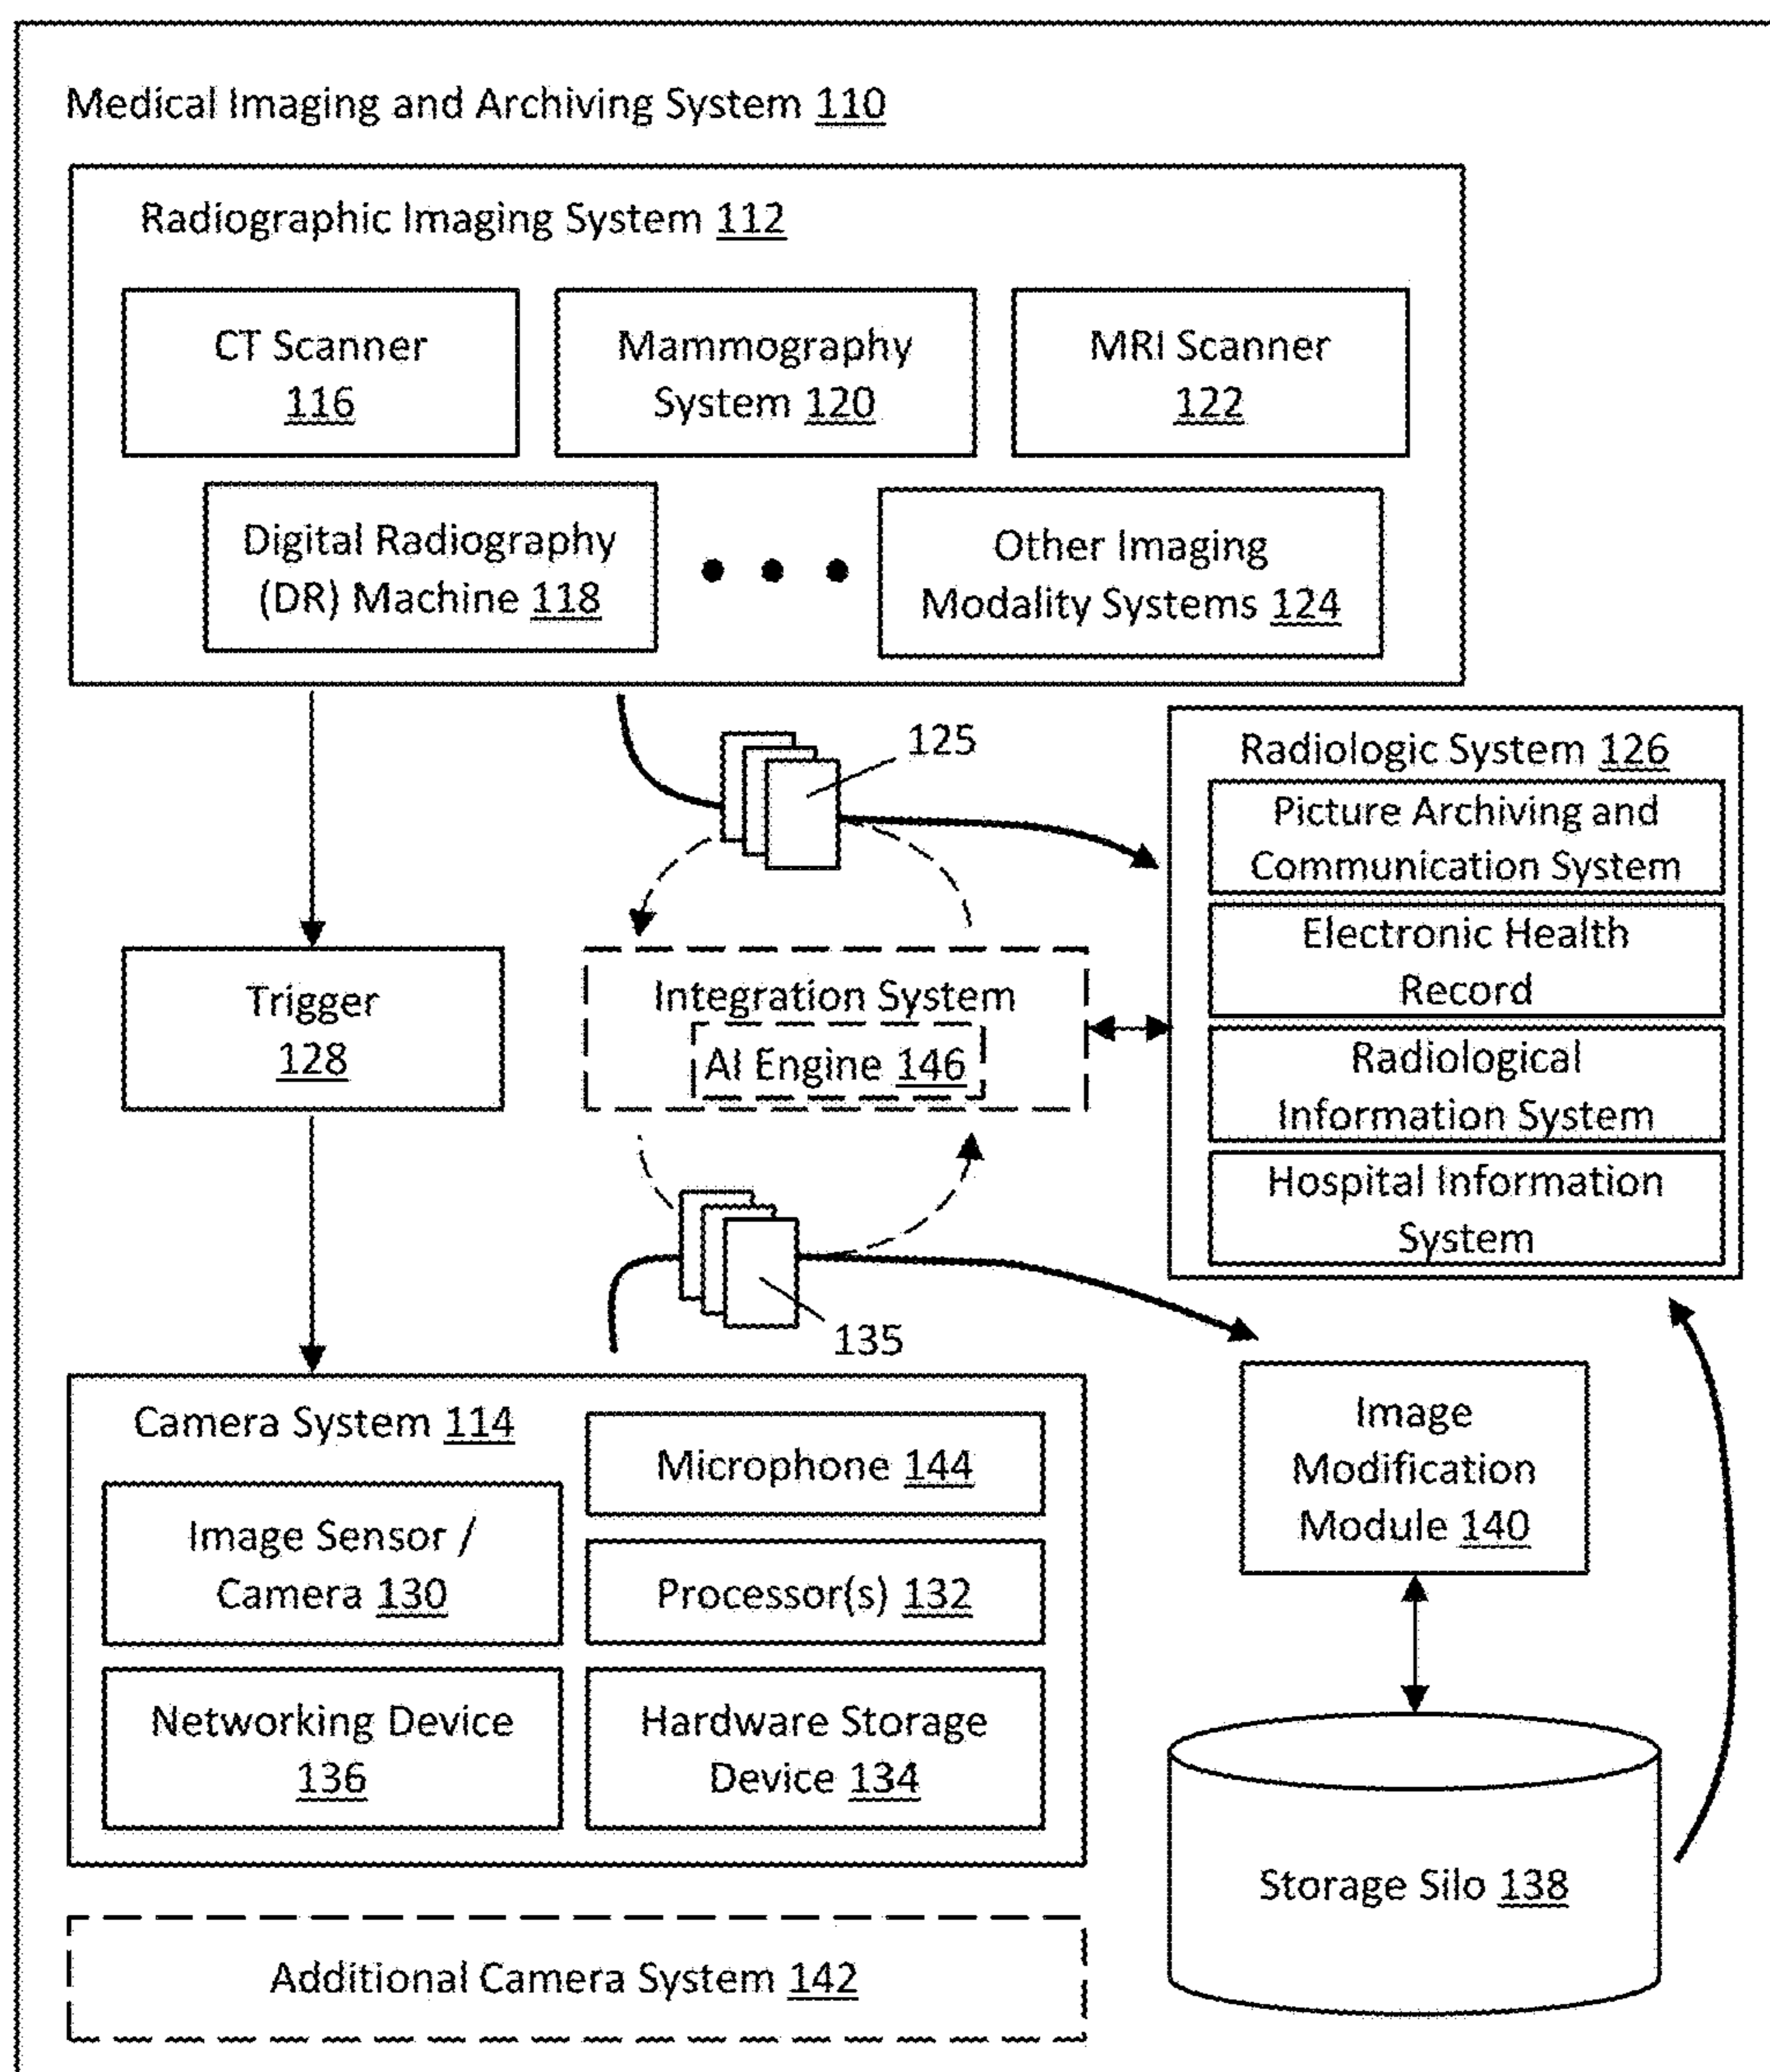 Medical Imaging and Archiving System 110
Radiographic Imaging System 112
CT Scanner
116
Mammography
System 120
MRI Scanner
122
Digital Radiography
(DR) Machine 118
Other Imaging
Modality Systems 124
125
Radiologic System 126
Picture Archiving and
Communication System
Electronic Health
Record
Radiological
Information System
Hospital Information
System
Trigger
128
Integration System
AI Engine 146
135
Camera System 114
Microphone 144
Image Sensor /
Camera 130
Processor(s) 132
Networking Device
136
Hardware Storage
Device 134
Image
Modification
Module 140
Storage Silo 138
Additional Camera System 142